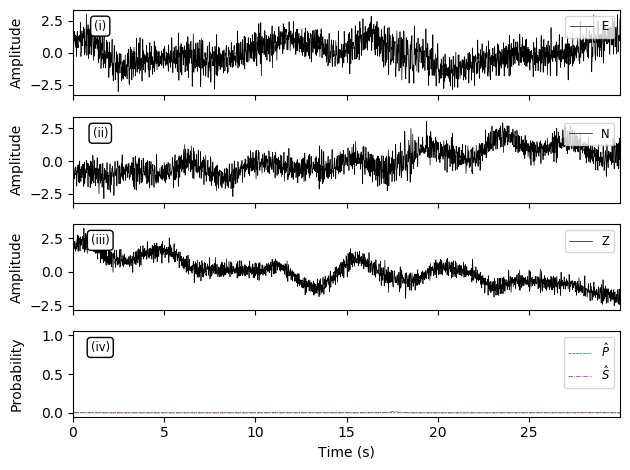 Amplitude
2.5
0.0
−2.5
(i)
E
Amplitude
2.5
0.0
−2.5
(ii)
N
Amplitude
2.5
0.0
−2.5
(iii)
Z
Probability
1.0
0.5
0.0
(iv)
P̂
Ŝ
0 5 10 15 20 25
Time (s)